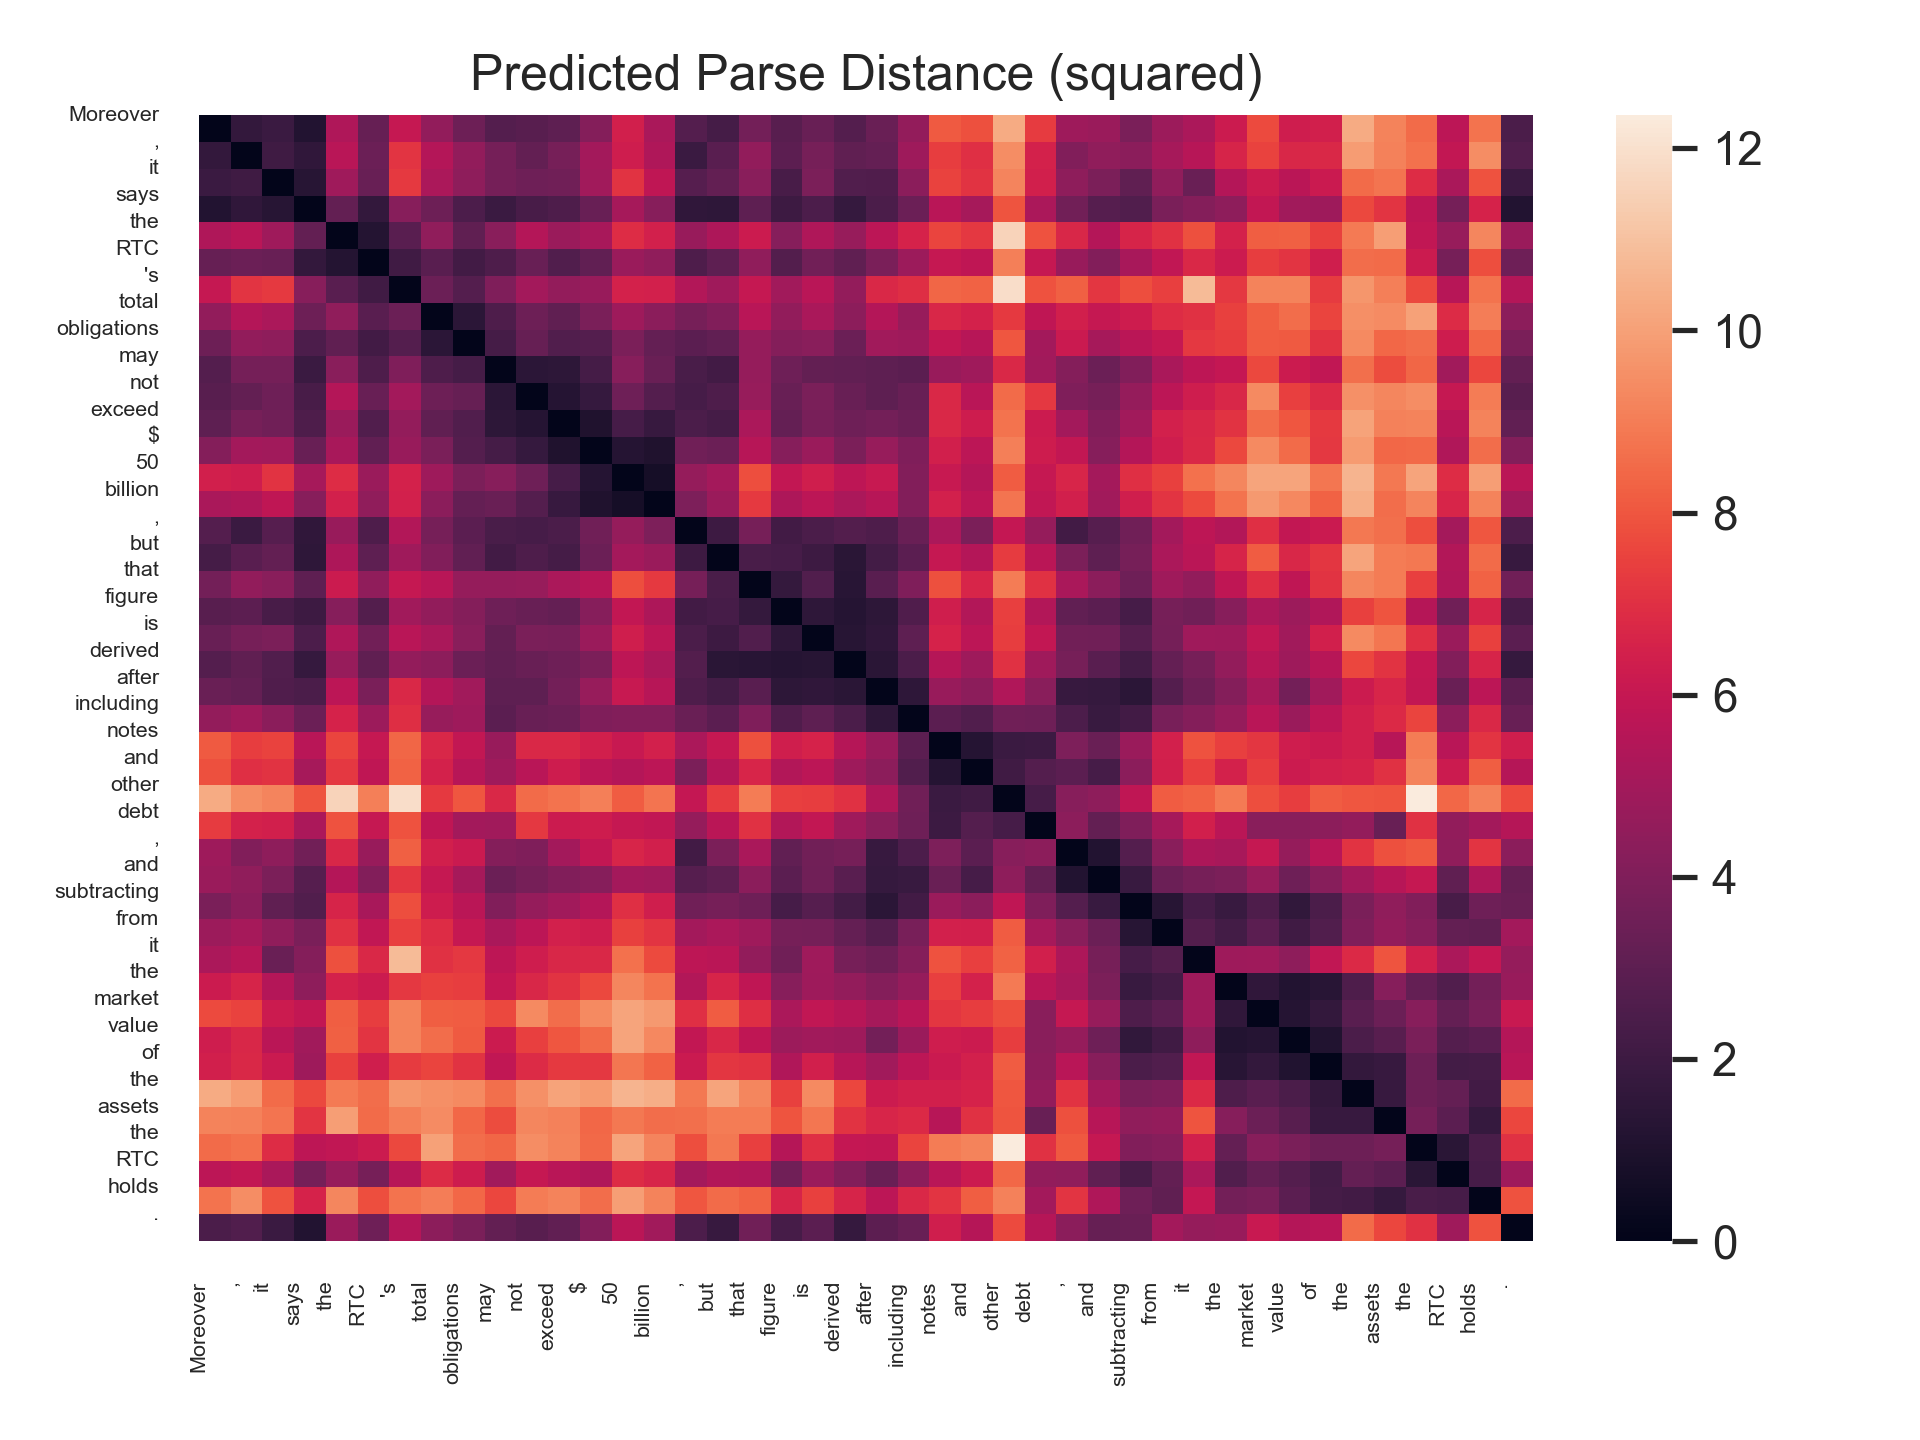 Predicted Parse Distance (squared)
Moreover
,
it
says
the
RTC
's
total
obligations
may
not
exceed
$
50
billion
,
but
that
figure
is
derived
after
including
notes
and
other
debt
,
and
subtracting
from
it
the
market
value
of
the
assets
the
RTC
holds
.
12
10
8
6
4
2
0
Moreover
,
it
says
the
RTC
's
total
obligations
may
not
exceed
$
50
billion
,
but
that
figure
is
derived
after
including
notes
and
other
debt
,
and
subtracting
from
it
the
market
value
of
the
assets
the
RTC
holds
.